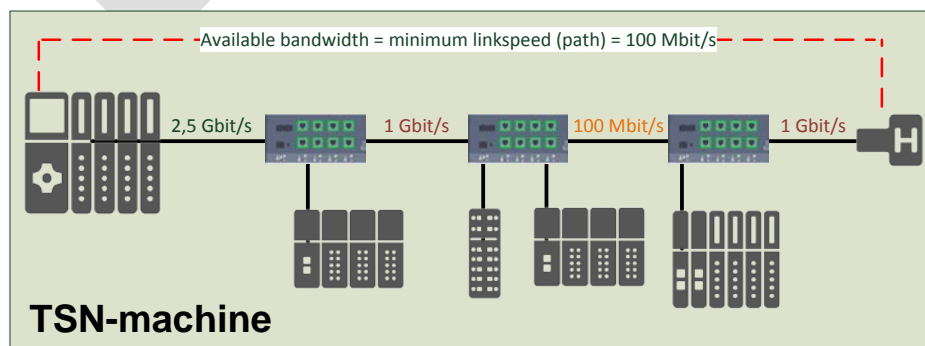 Available bandwidth = minimum linkspeed (path) = 100 Mbit/s
2,5 Gbit/s
1 Gbit/s
100 Mbit/s
1 Gbit/s
H
TSN-machine